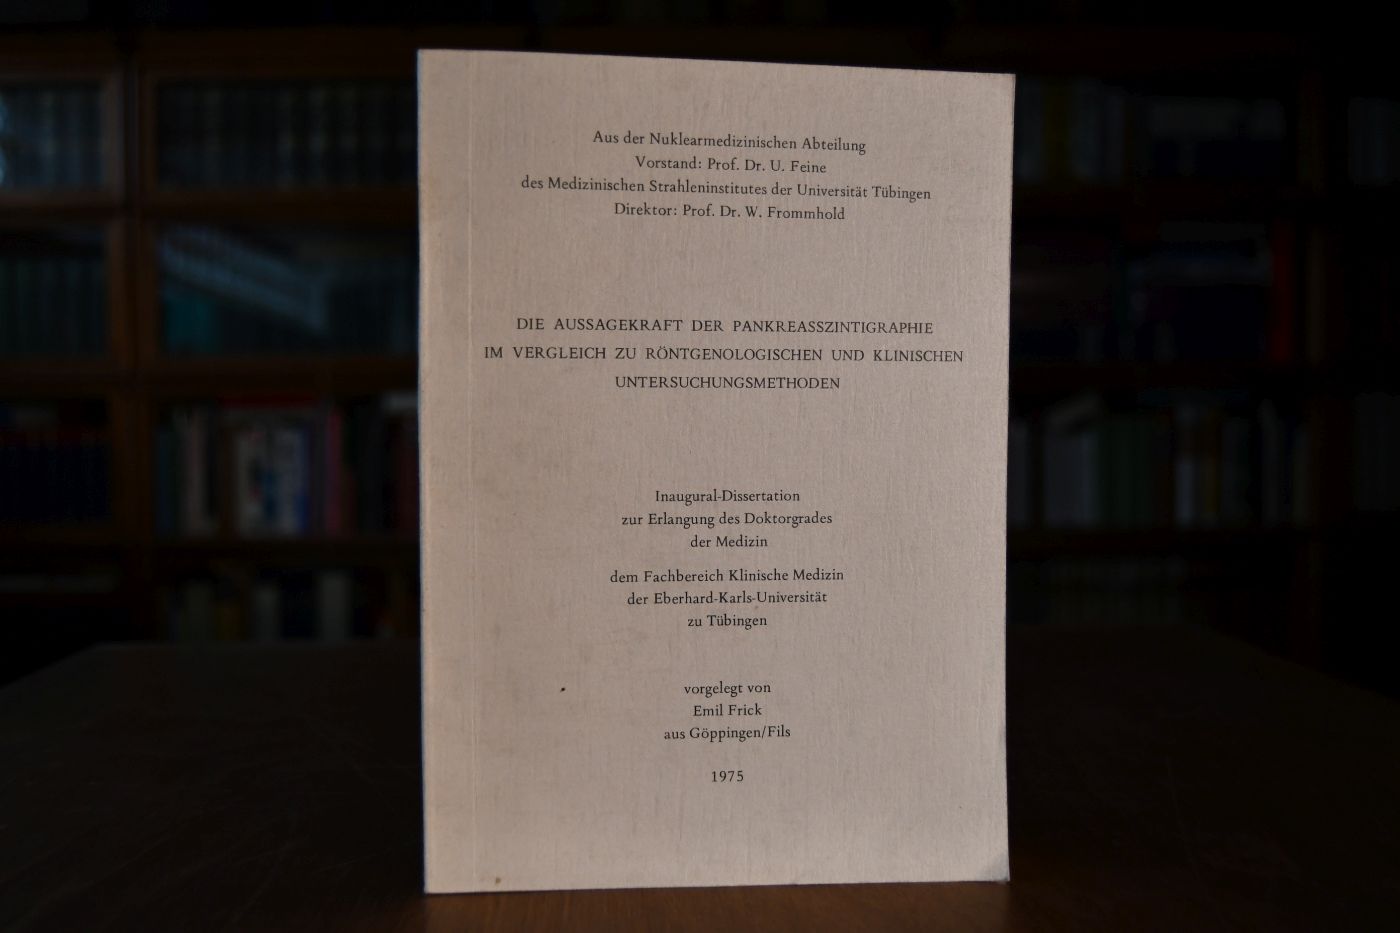 Aus der Nuklearmedizinischen Abteilung
Vorstand: Prof. Dr. U. Feine
des Medizinischen Strahleninstitutes der Universität Tübingen
Direktor: Prof. Dr. W. Frommhold
DIE AUSSAGEKRAFT DER PANKREASSZINTIGRAPHIE
IM VERGLEICH ZU RÖNTGENOLOGISCHEN UND KLINISCHEN
UNTERSUCHUNGSMETHODEN
Inaugural-Dissertation
zur Erlangung des Doktorgrades
der Medizin
dem Fachbereich Klinische Medizin
der Eberhard-Karls-Universität
zu Tübingen
vorgelegt von
Emil Frick
aus Göppingen/Fils
1975